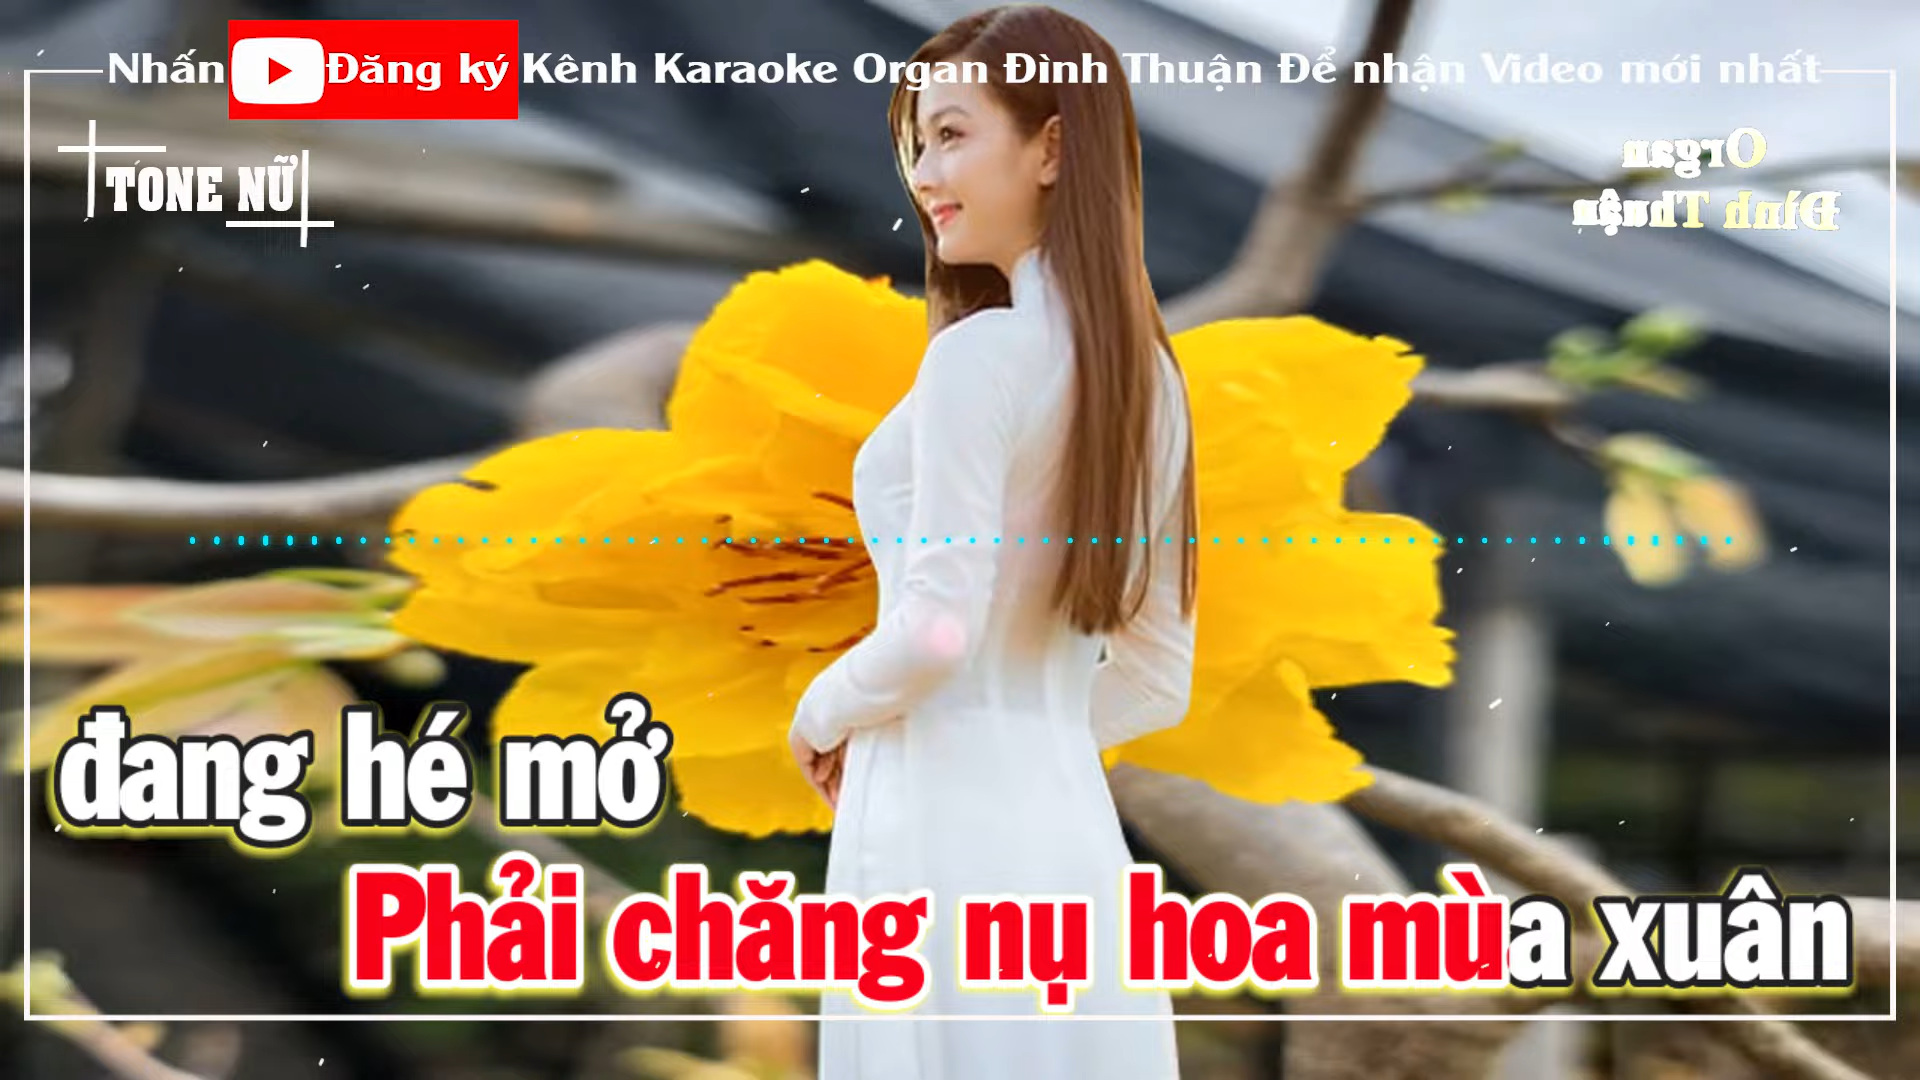 Nhấn Đăng ký Kênh Karaoke Organ Đình Thuận Để nhận Video mới nhất
TONE NỮ
Organ
Đình Thuận
đang hé mở
Phải chăng nụ hoa mùa xuân